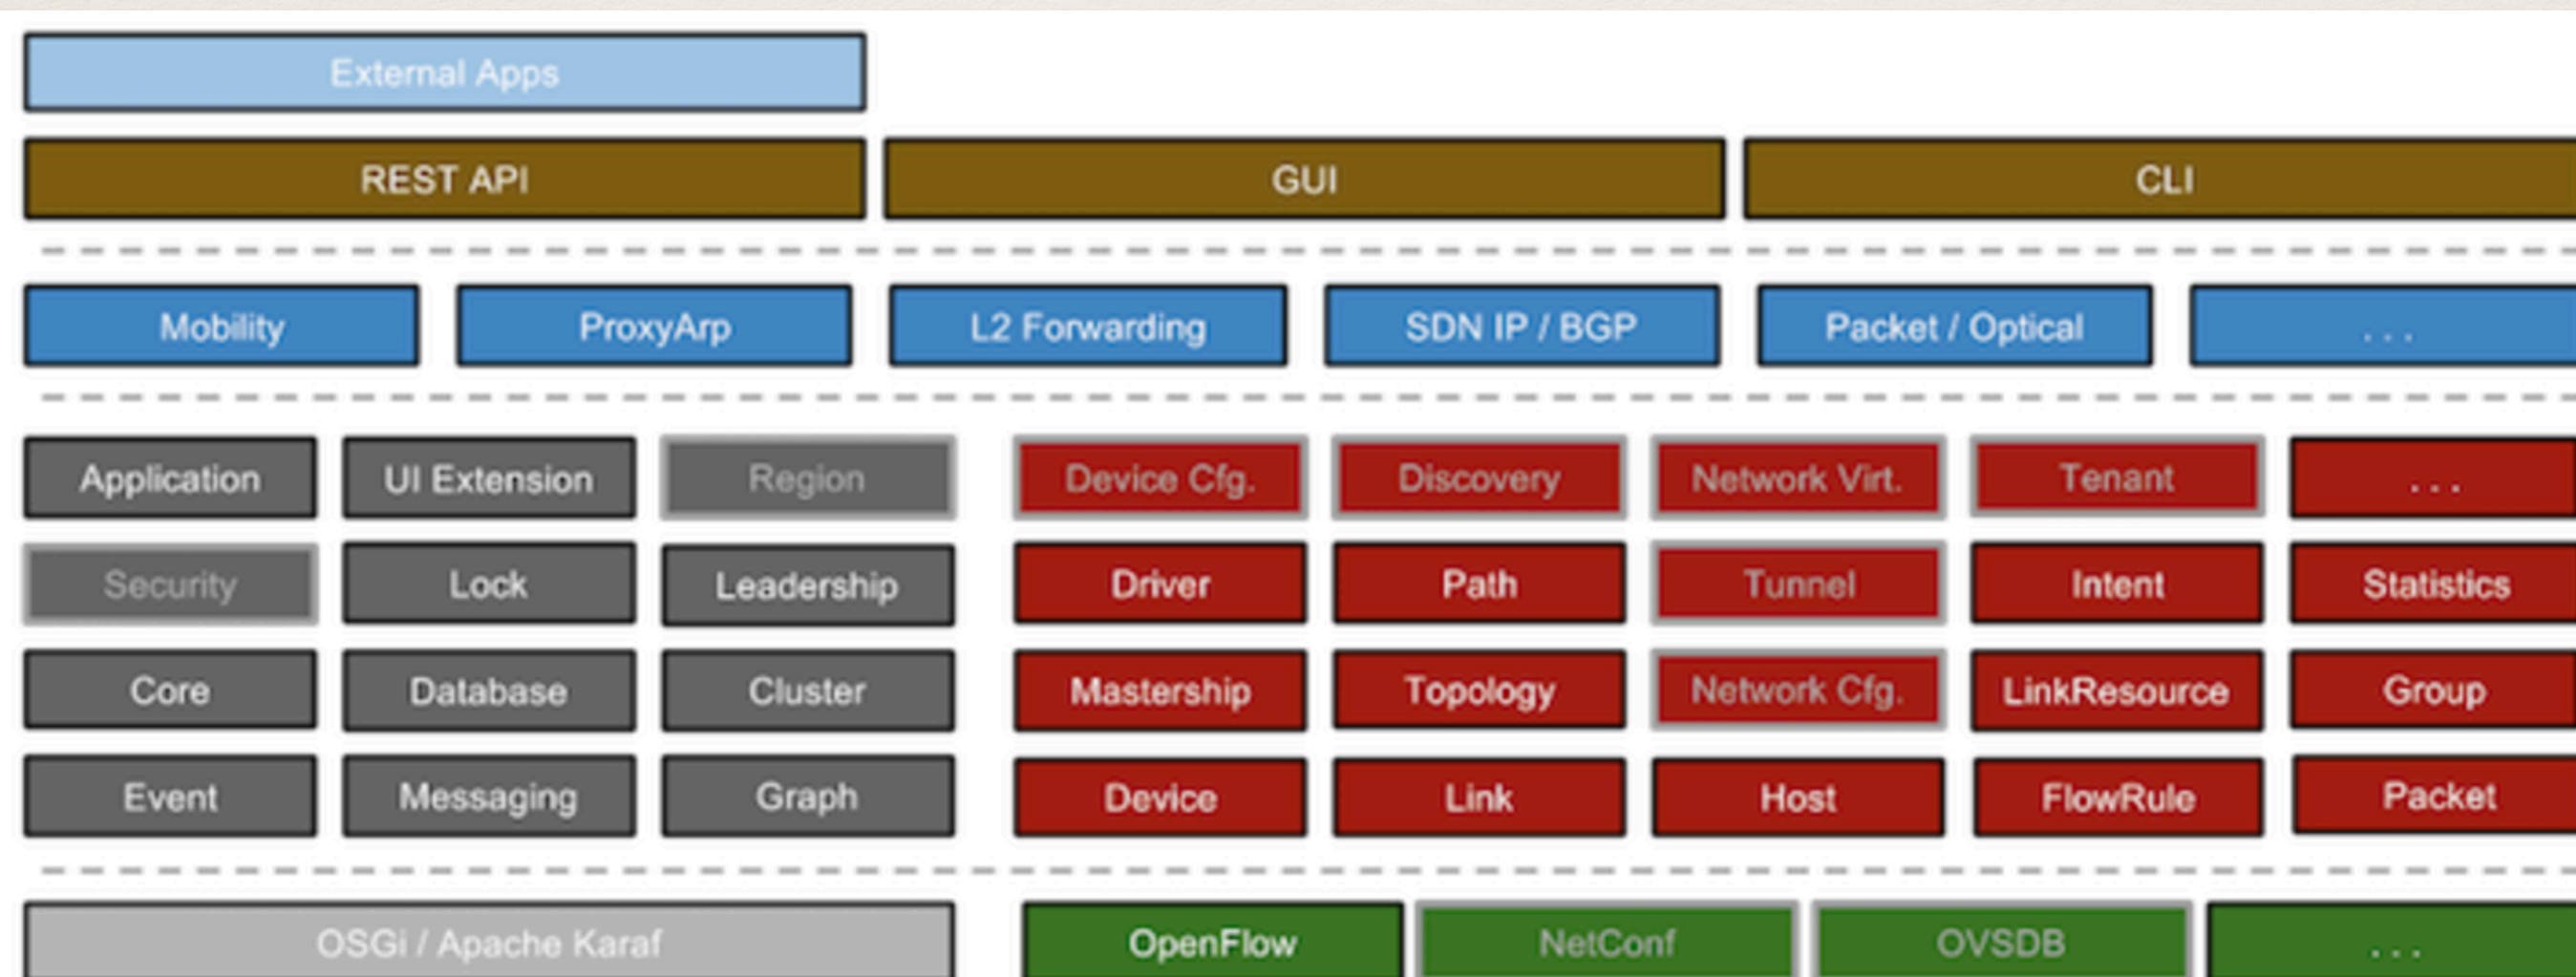 External Apps
REST API GUI CLI
Mobility ProxyArp L2 Forwarding SDN IP / BGP Packet / Optical ...
Application UI Extension Region Device Cfg. Discovery Network Virt. Tenant ...
Security Lock Leadership Driver Path Tunnel Intent Statistics
Core Database Cluster Mastership Topology Network Cfg. LinkResource Group
Event Messaging Graph Device Link Host FlowRule Packet
OSGi / Apache Karaf OpenFlow NetConf OVSDB ...